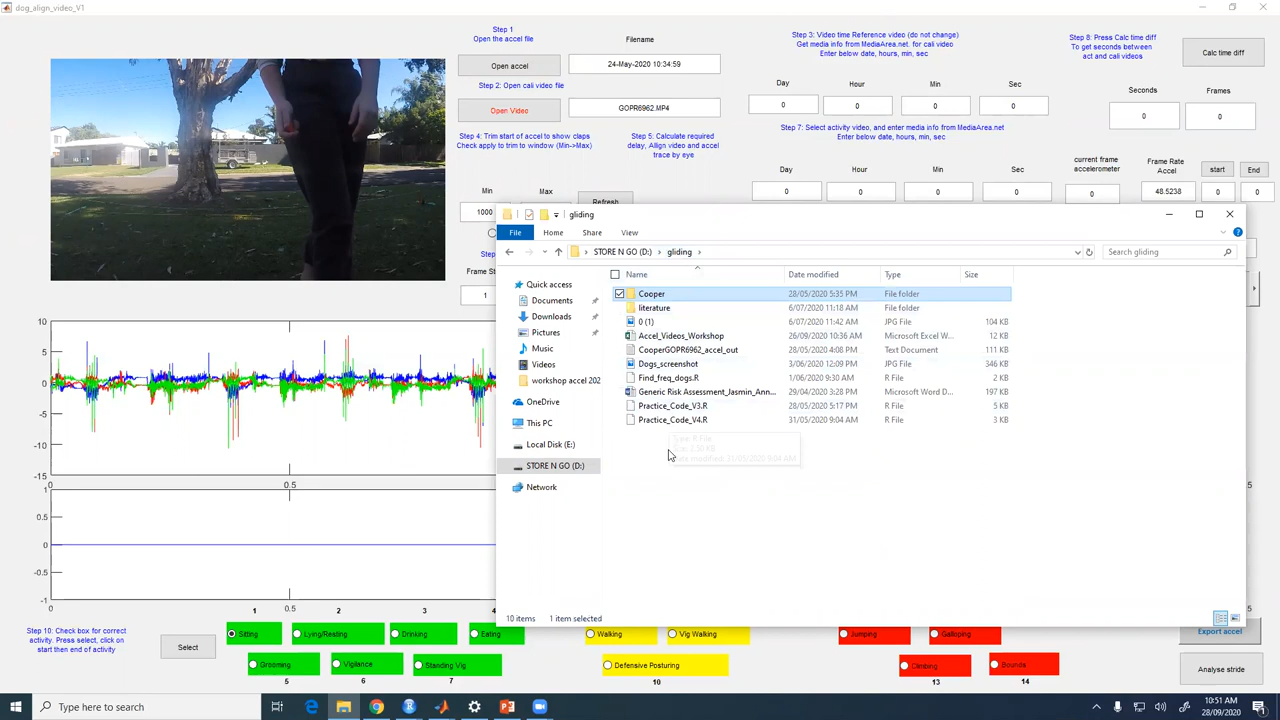 dog_align_video_V1
Step 1
Open the accel file
Filename
Open accel
24-May-2020 10:34:59
Step 2: Open cali video file
Open Video
GOPR6962.MP4
Step 4: Trim start of accel to show claps
Check apply to trim to window (Min->Max)
Step 5: Calculate required
delay, Allign video and accel
trace by eye
Min
Max
1000
Refresh
Step 3: Video time Reference video (do not change)
Get media info from MediaArea.net. for cali video
Enter below date, hours, min, sec
Day
Hour
Min
Sec
0
0
0
0
Step 7: Select activity video, and enter media info from MediaArea.net
Enter below date, hours, min, sec
Day
Hour
Min
Sec
0
0
0
0
Step 8: Press Calc time diff
To get seconds between
act and cali videos
Calc time diff
Seconds
Frames
0
0
current frame
accelerometer
Frame Rate
Accel
start
End
0
48.5238
0
0
Frame St
1
gliding
File
Home
Share
View
STORE N GO (D:)
gliding
Search gliding
Quick access
Documents
Downloads
Pictures
Music
Videos
workshop accel 202
OneDrive
This PC
Local Disk (E:)
STORE N GO (D:)
Network
Name
Date modified
Type
Size
Cooper 28/05/2020 5:35 PM File folder
literature 6/07/2020 11:18 AM File folder
0 (1) 6/07/2020 11:42 AM JPG File 104 KB
Accel_Videos_Workshop 26/09/2020 10:36 AM Microsoft Excel W... 12 KB
CooperGOPR6962_accel_out 28/05/2020 4:08 PM Text Document 111 KB
Dogs_screenshot 3/06/2020 12:09 PM JPG File 346 KB
Find_freq_dogs.R 1/06/2020 9:30 AM R File 2 KB
Generic Risk Assessment_Jasmin_Ann... 29/04/2020 3:28 PM Microsoft Word D...
Practice_Code_V3.R 28/05/2020 5:17 PM R File 5 KB
Practice_Code_V4.R 31/05/2020 9:04 AM R File 3 KB
Type: R File
Date modified: 31/05/2020 9:04 AM
10 items
1 item selected
10
5
0
-5
-10
0
0.5
1
0.5
0
-0.5
-1
0
0.5
1
2
3
4
Step 10: Check box for correct
activity. Press select, click on
start then end of activity
Select
Sitting
Lying/Resting
Drinking
Eating
Walking
Vig Walking
Jumping
Galloping
Export accel
Grooming
Vigilance
Standing Vig
Defensive Posturing
Climbing
Bounds
Analyse stride
5
6
7
10
13
14
Type here to search
10:51 AM
28/09/2020